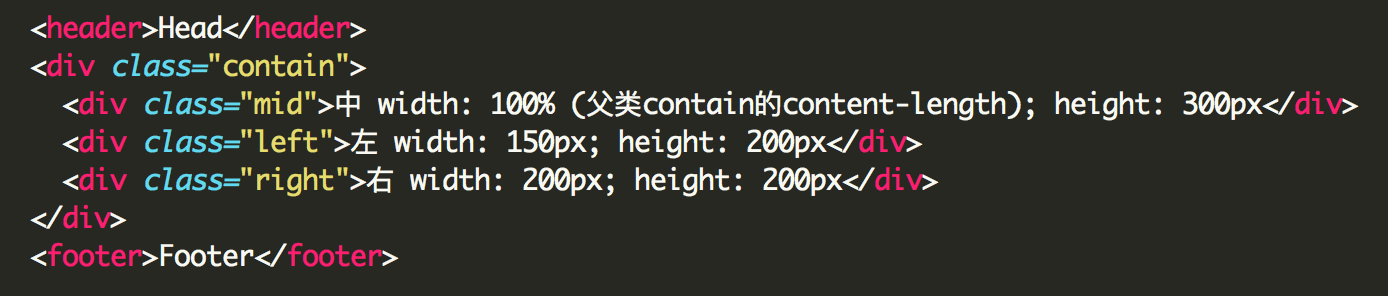 <header>Head</header>
<div class="contain">
  <div class="mid">中 width: 100% (父类contain的content-length); height: 300px</div>
  <div class="left">左 width: 150px; height: 200px</div>
  <div class="right">右 width: 200px; height: 200px</div>
</div>
<footer>Footer</footer>